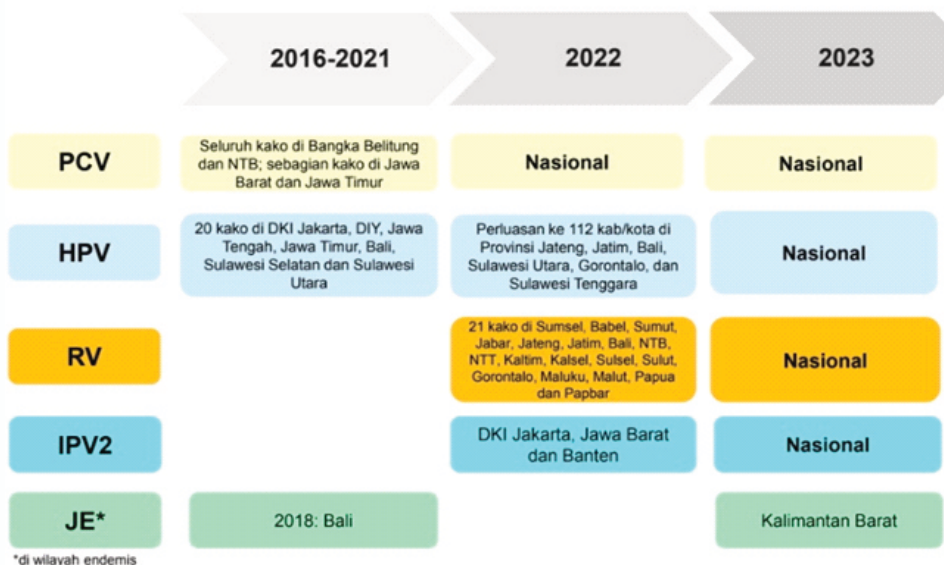 2016-2021
2022
2023
PCV
Seluruh kako di Bangka Belitung
dan NTB; sebagian kako di Jawa
Barat dan Jawa Timur
Nasional
Nasional
HPV
20 kako di DKI Jakarta, DIY, Jawa
Tengah, Jawa Timur, Bali,
Sulawesi Selatan dan Sulawesi
Utara
Perluasan ke 112 kab/kota di
Provinsi Jateng, Jatim, Bali,
Sulawesi Utara, Gorontalo, dan
Sulawesi Tenggara
Nasional
RV
21 kako di Sumsel, Babel, Sumut,
Jabar, Jateng, Jatim, Bali, NTB,
NTT, Kaltim, Kalsel, Sulsel, Sulut,
Gorontalo, Maluku, Malut, Papua
dan Papbar
Nasional
IPV2
DKI Jakarta, Jawa Barat
dan Banten
Nasional
JE*
2018: Bali
Kalimantan Barat
*di wilayah endemis